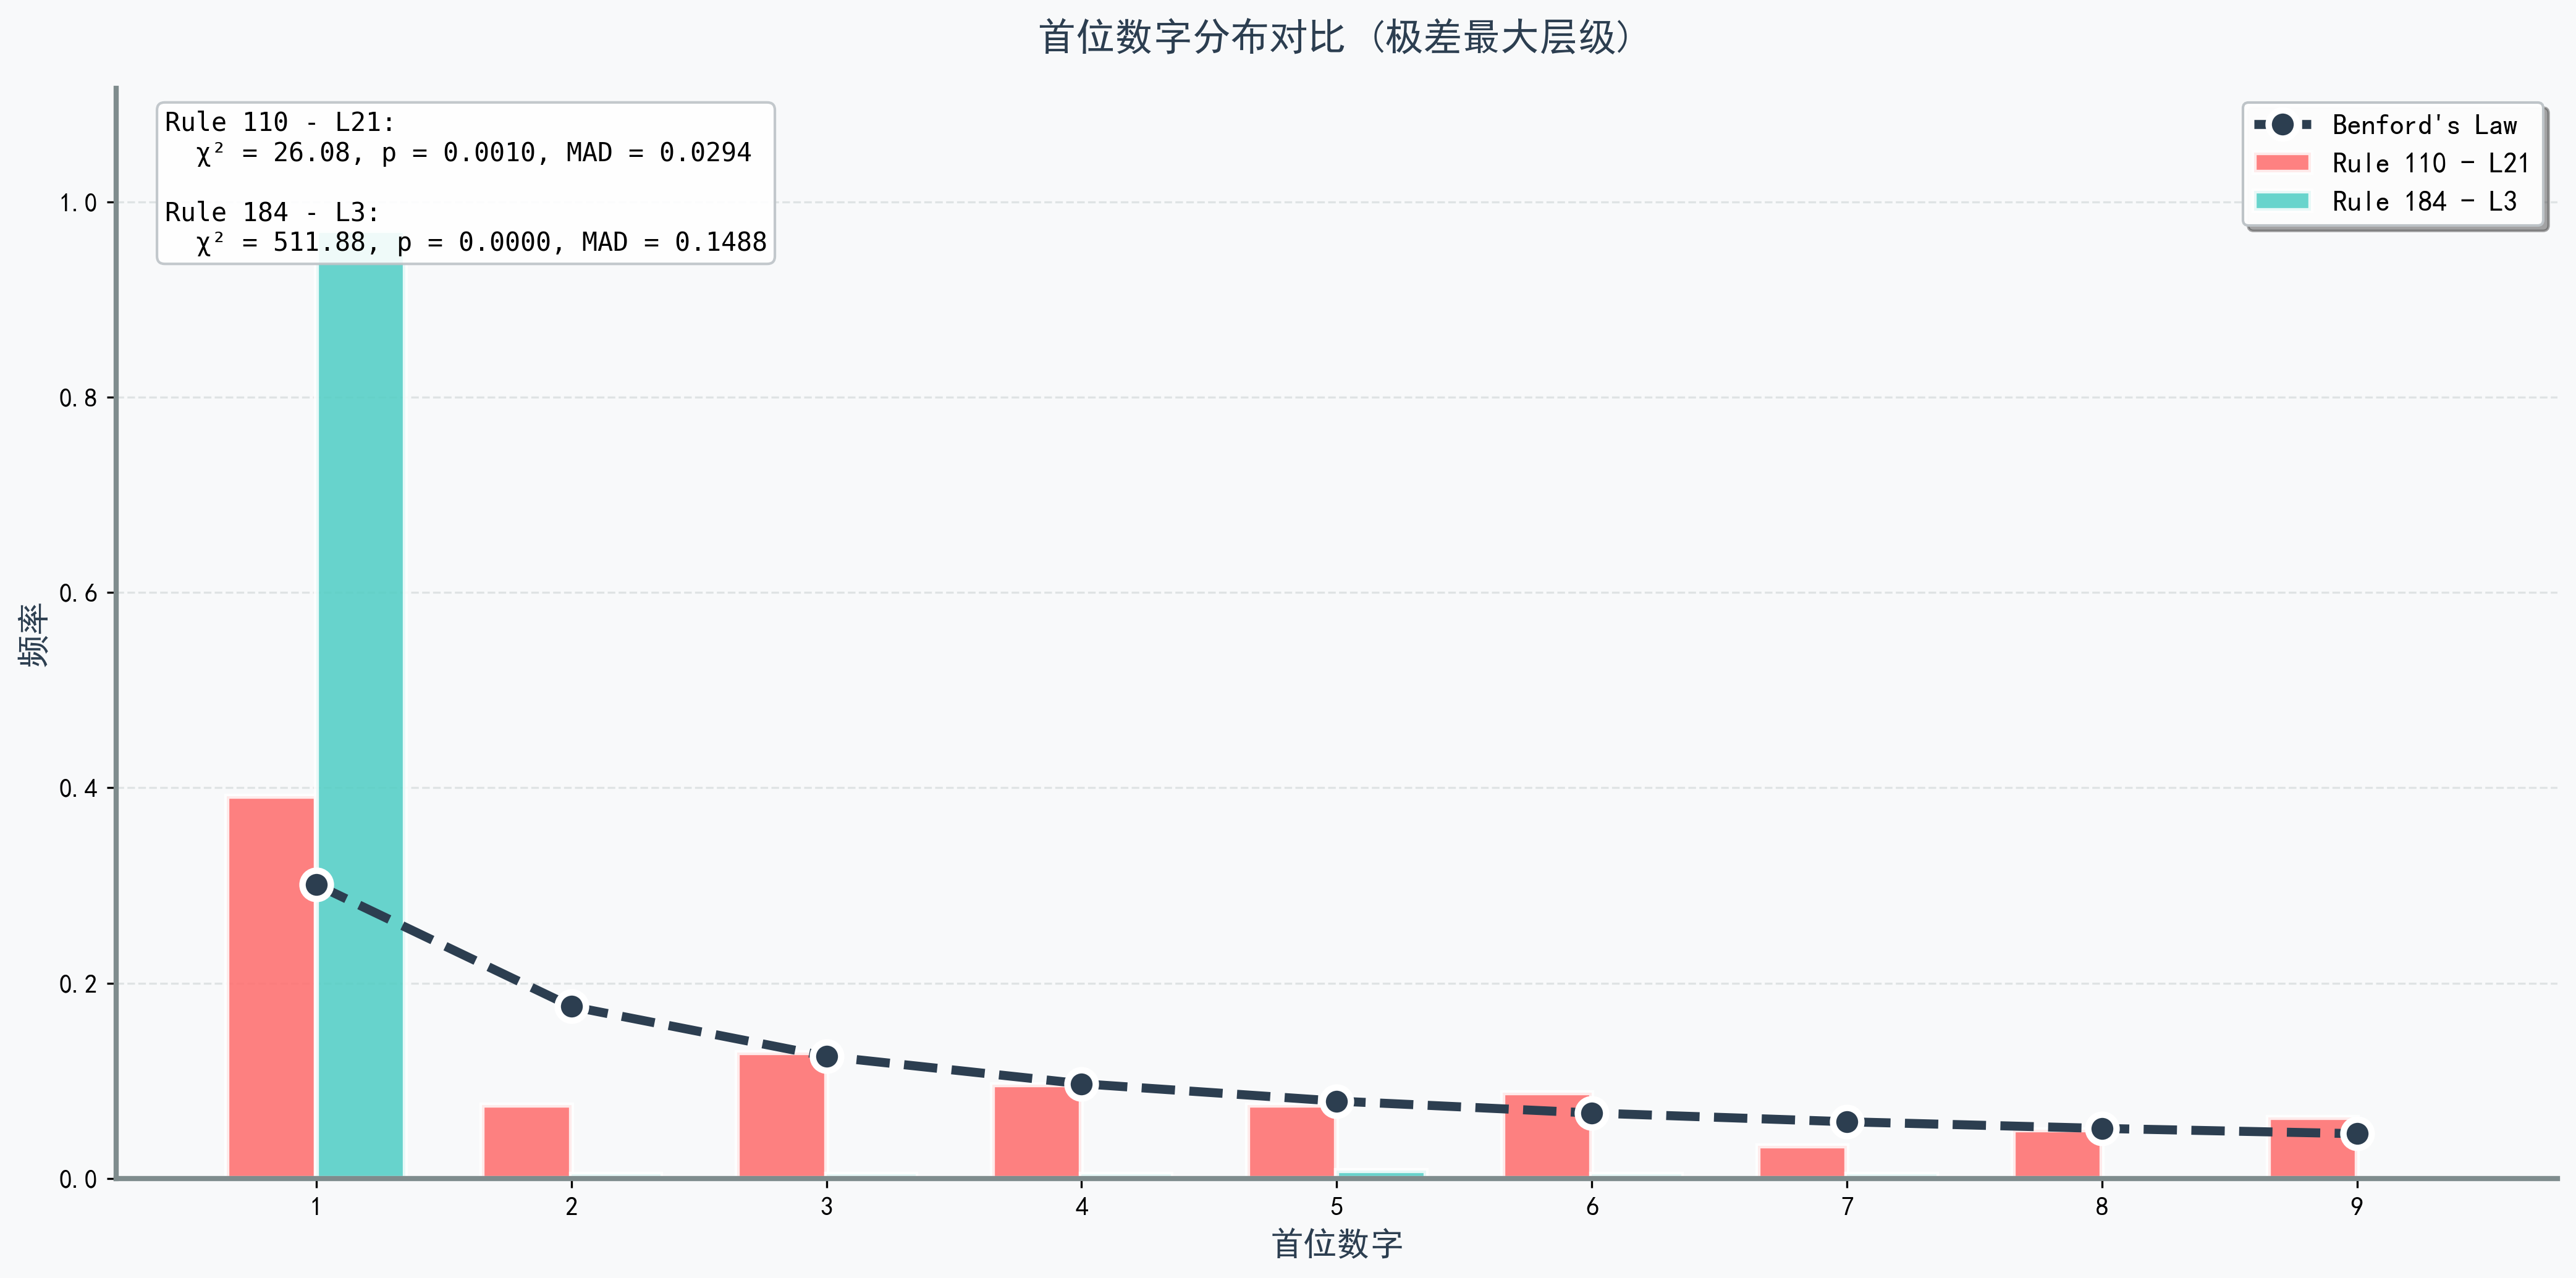 首位数字分布对比 (极差最大层级)
Rule 110 - L21:
χ² = 26.08, p = 0.0010, MAD = 0.0294
Rule 184 - L3:
χ² = 511.88, p = 0.0000, MAD = 0.1488
Benford's Law
Rule 110 - L21
Rule 184 - L3
1.0
0.8
0.6
0.4
0.2
0.0
频率
1 2 3 4 5 6 7 8 9
首位数字